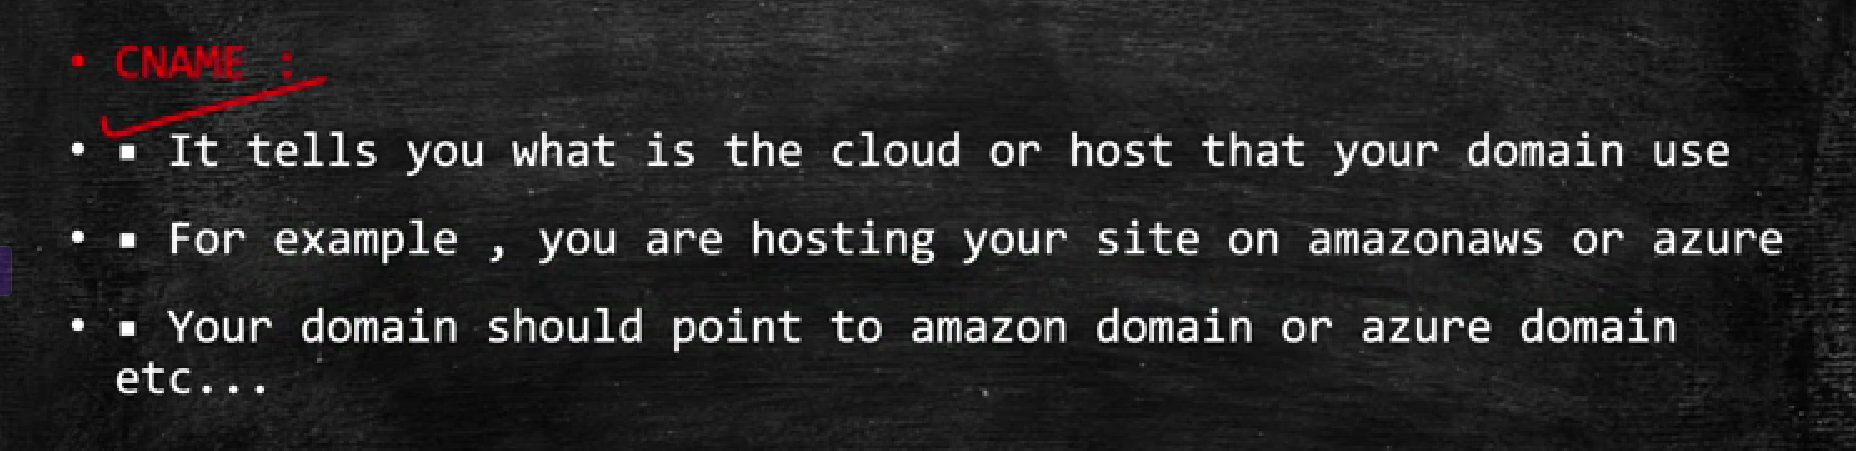 • CNAME :
• ▪ It tells you what is the cloud or host that your domain use
• ▪ For example , you are hosting your site on amazonaws or azure
• ▪ Your domain should point to amazon domain or azure domain
etc...